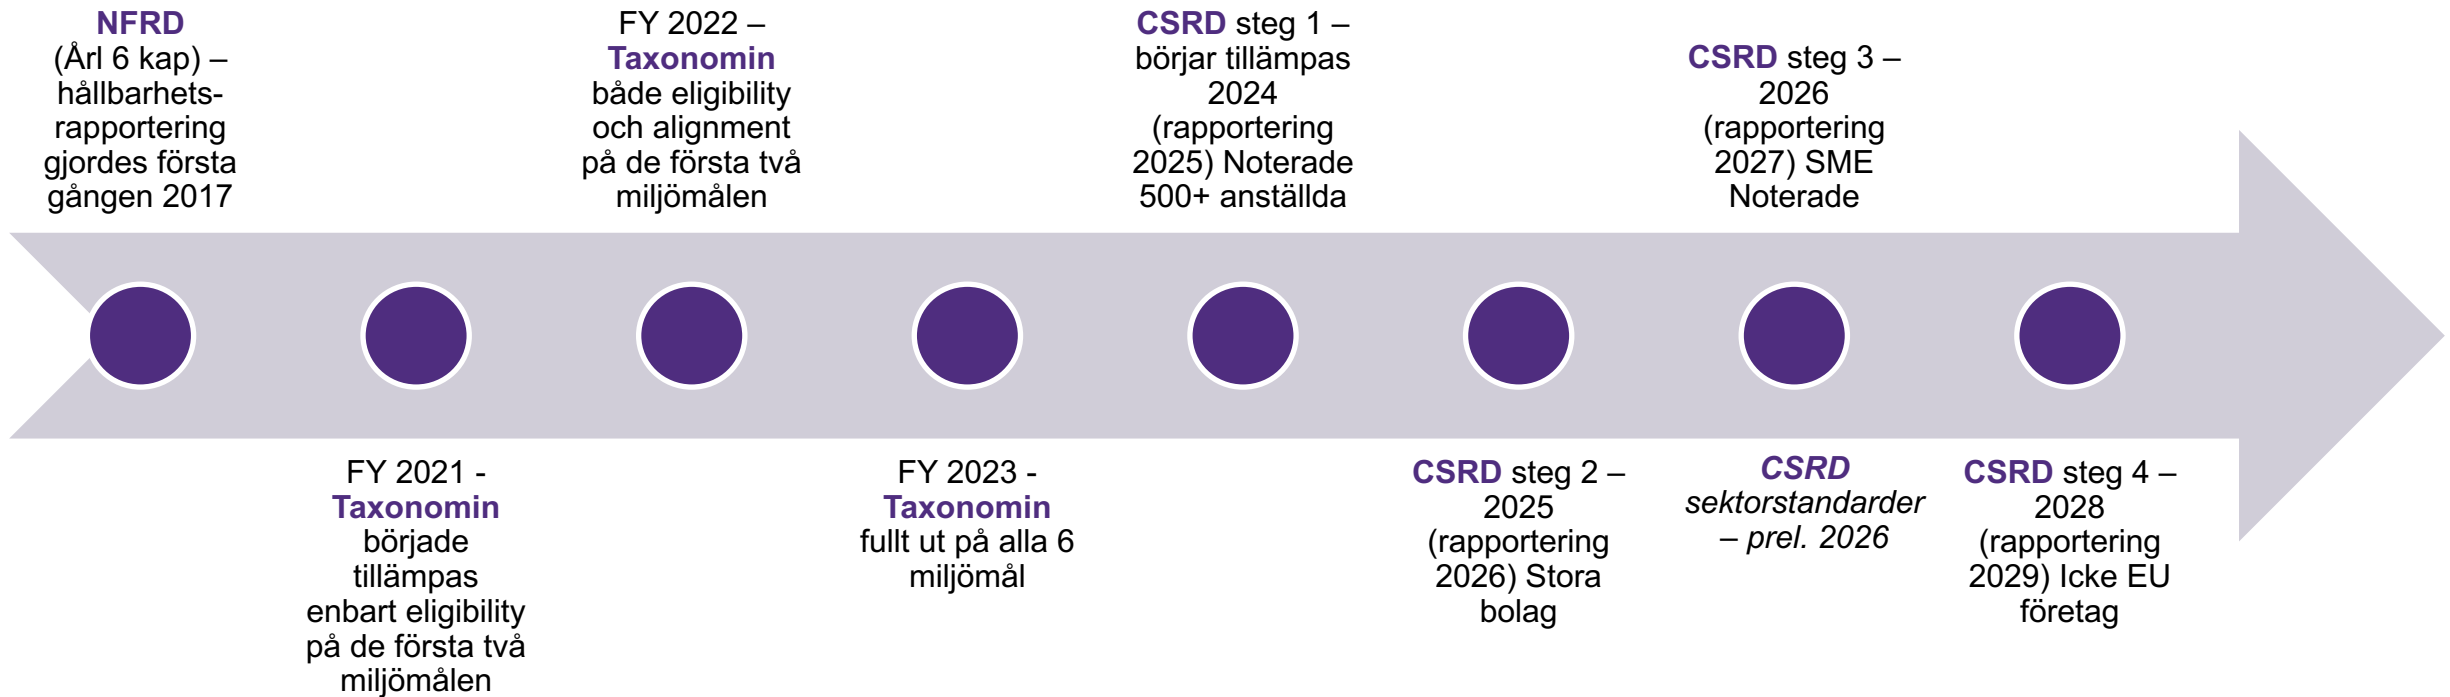 NFRD
(Årl 6 kap) –
hållbarhets-
rapportering
gjordes första
gången 2017
FY 2021 -
Taxonomin
började
tillämpas
enbart eligibility
på de första två
miljömålen
FY 2022 –
Taxonomin
både eligibility
och alignment
på de första två
miljömålen
FY 2023 -
Taxonomin
fullt ut på alla 6
miljömål
CSRD steg 1 –
börjar tillämpas
2024
(rapportering
2025) Noterade
500+ anställda
CSRD steg 2 –
2025
(rapportering
2026) Stora
bolag
CSRD steg 3 –
2026
(rapportering
2027) SME
Noterade
CSRD
sektorstandarder
– prel. 2026
CSRD steg 4 –
2028
(rapportering
2029) Icke EU
företag